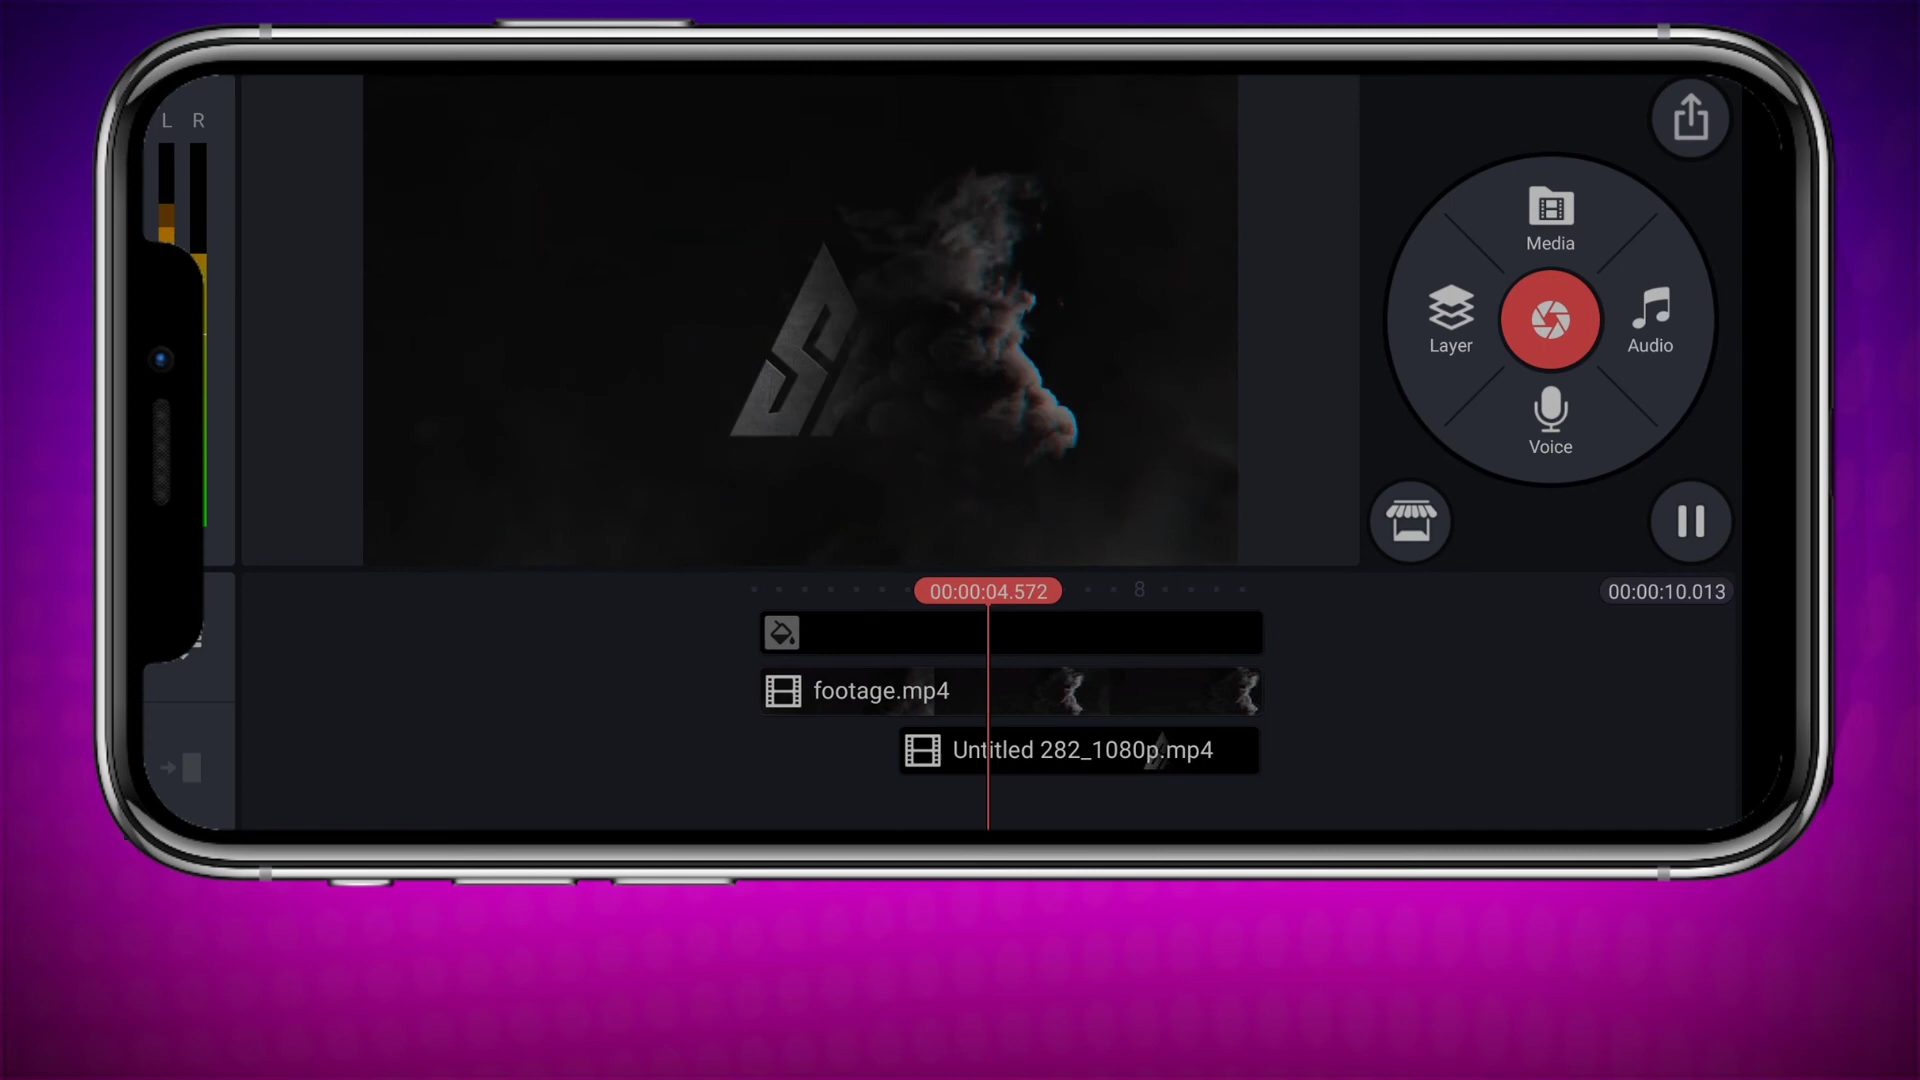 L R
Media
Layer
Audio
Voice
00:00:04.572
8
00:00:10.013
footage.mp4
Untitled 282_1080p.mp4